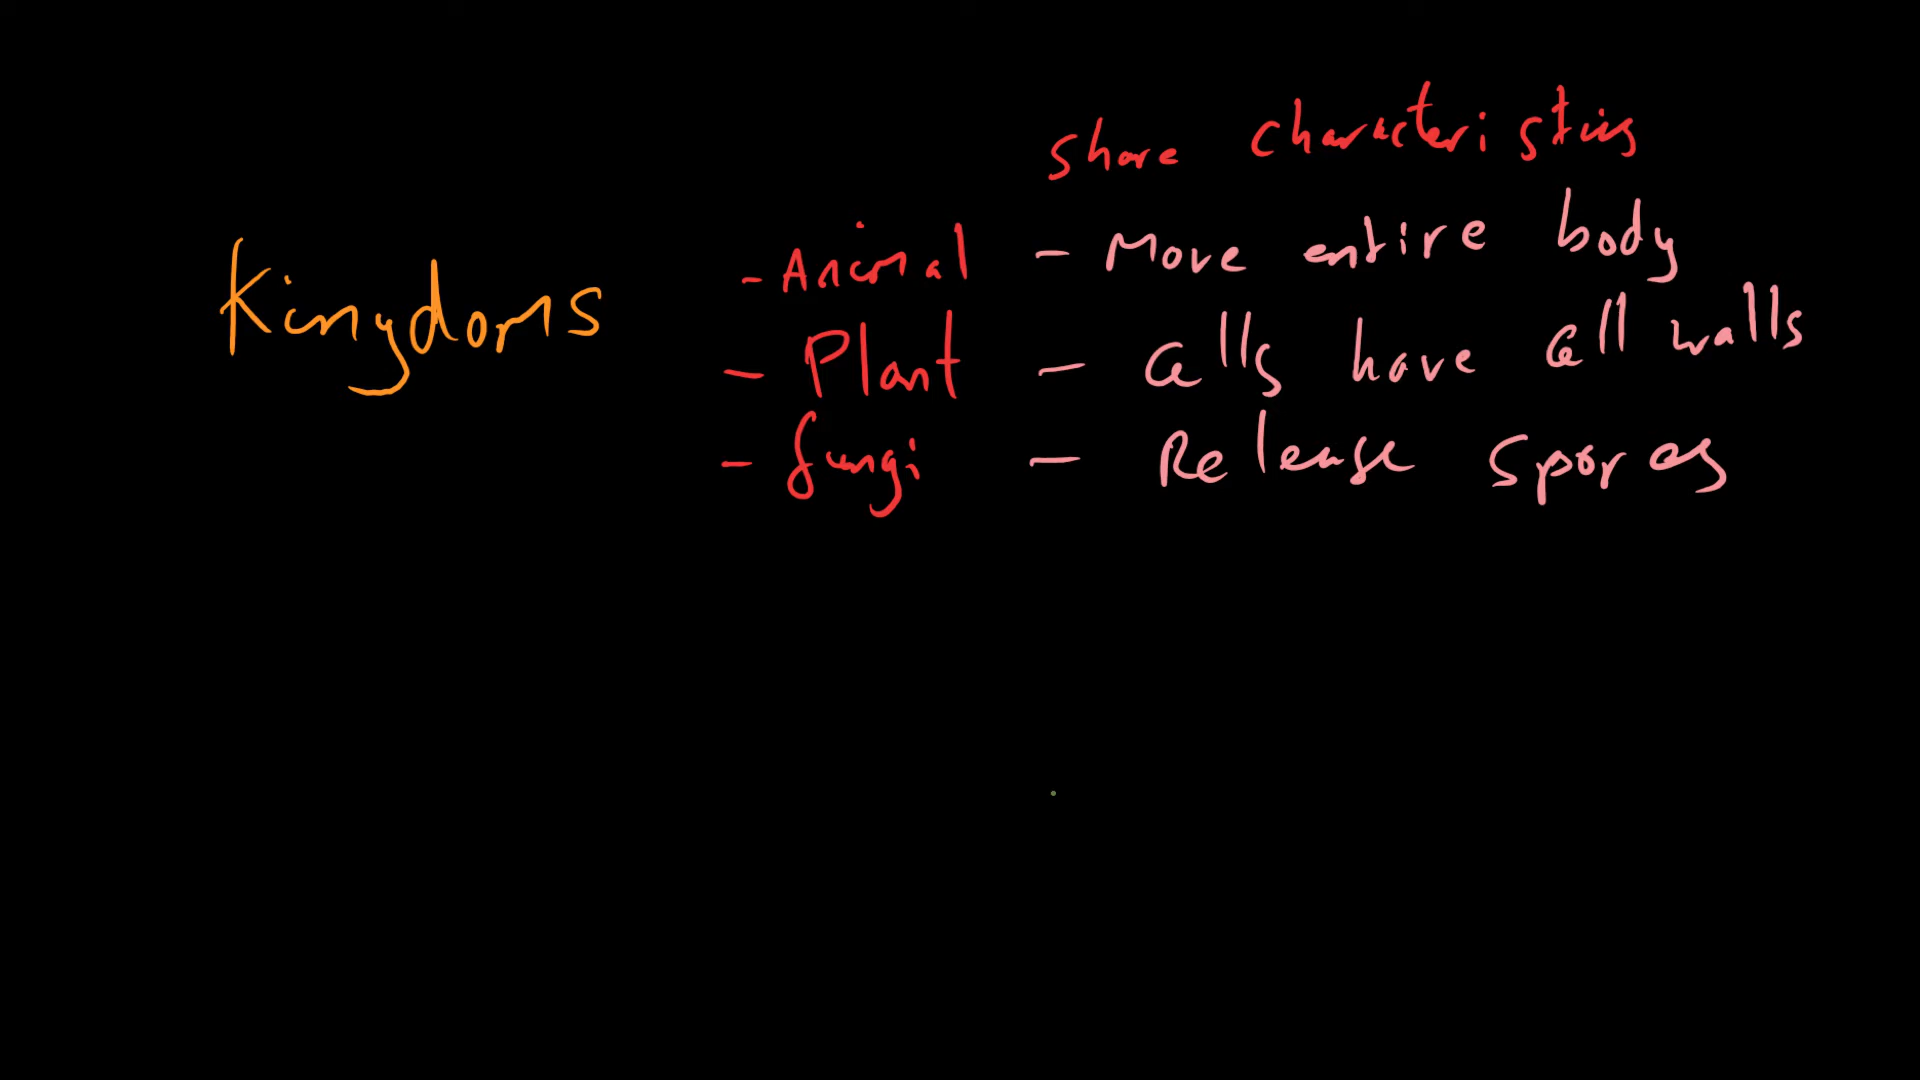 Share characteristics
Kingdoms
- Animal - Move entire body
- Plant - Cells have cell walls
- fungi - Release spores